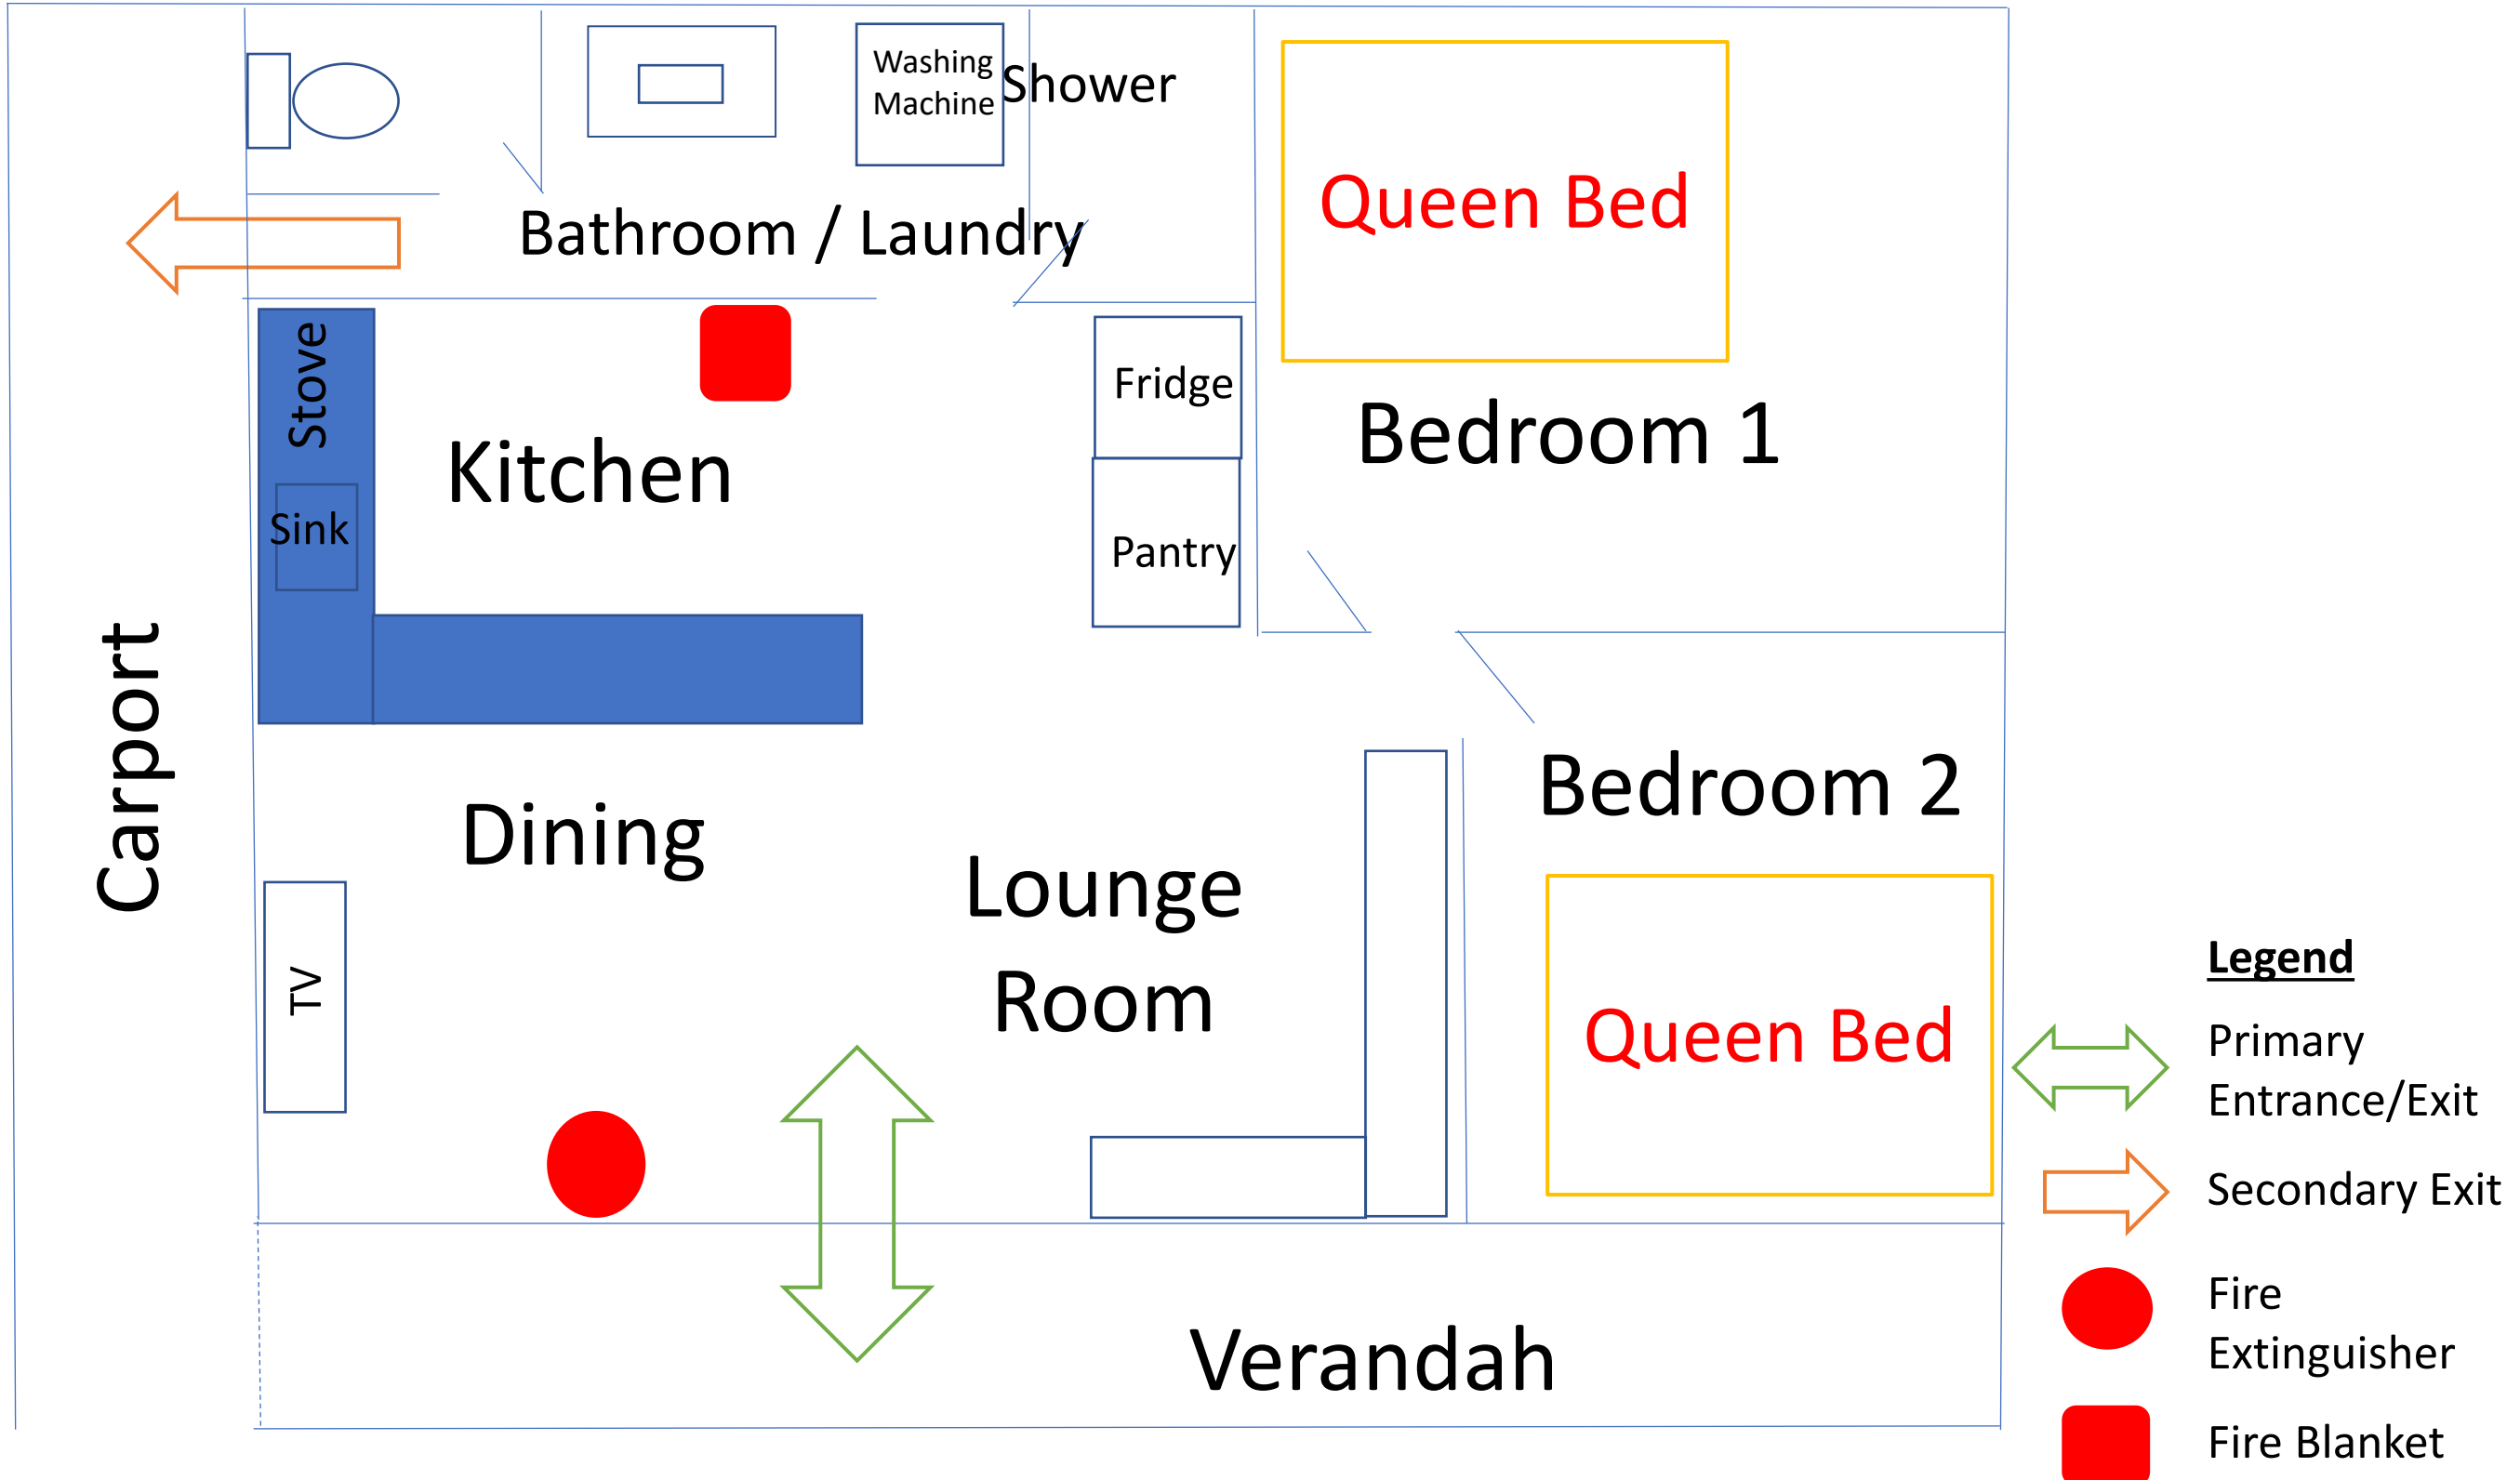 Washing
Machine
Shower
Queen Bed
Bathroom / Laundry
Stove
Fridge
Kitchen
Bedroom 1
Sink
Pantry
Carport
Dining
Bedroom 2
Lounge
Room
TV
Queen Bed
Verandah
Legend
Primary
Entrance/Exit
Secondary Exit
Fire
Extinguisher
Fire Blanket